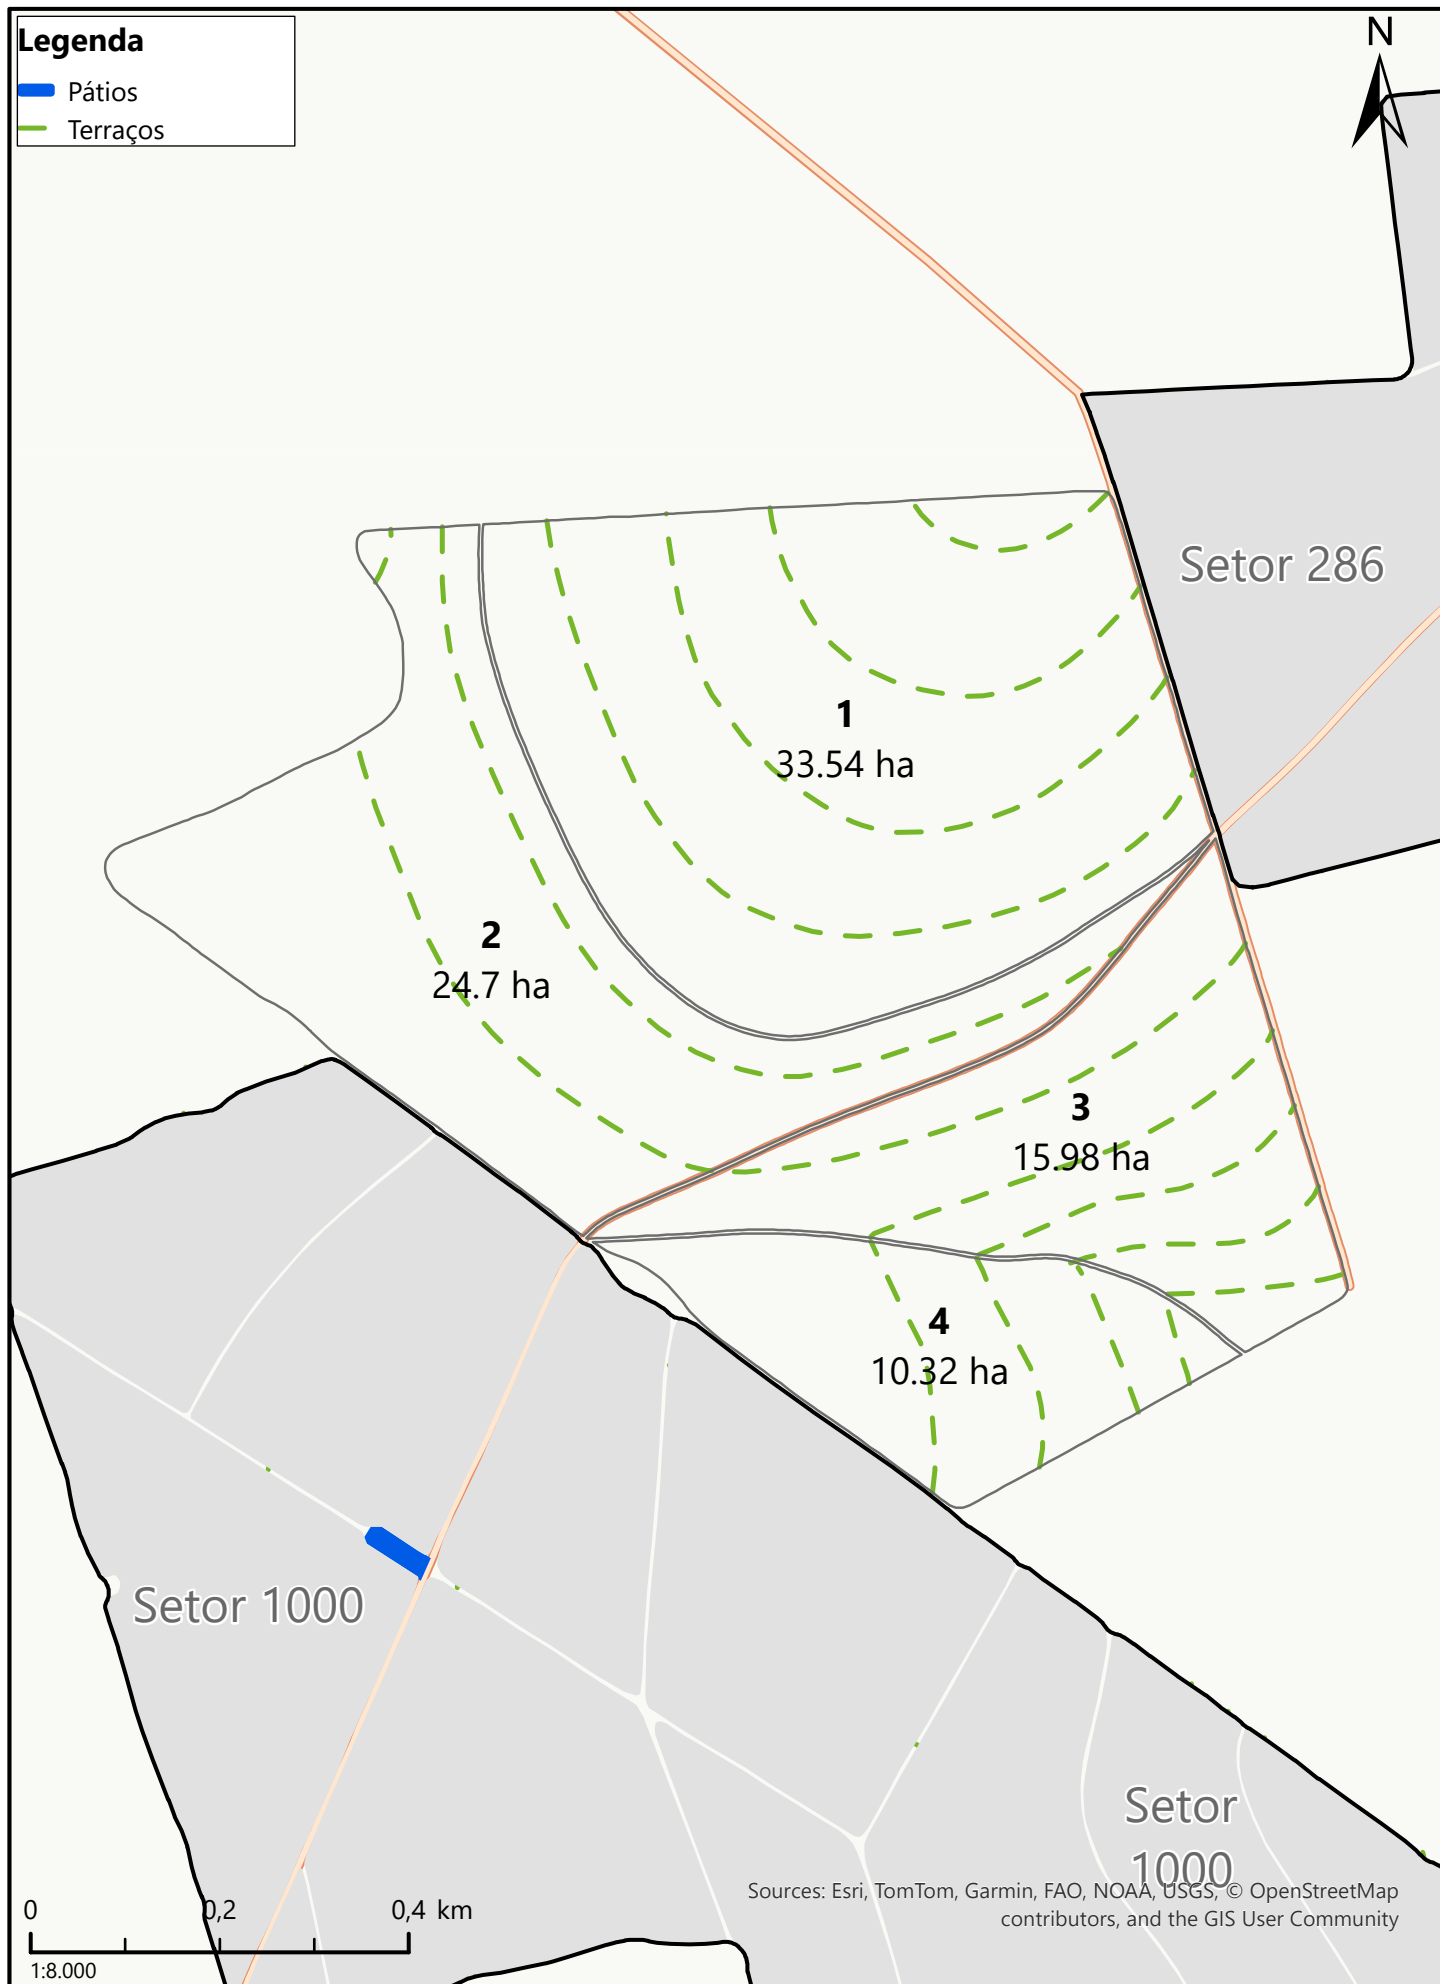 Legenda
Pátios
Terraços
N
Setor 286
1
33.54 ha
2
24.7 ha
3
15.98 ha
4
10.32 ha
Setor 1000
Setor
1000
Sources: Esri, TomTom, Garmin, FAO, NOAA, USGS, © OpenStreetMap
contributors, and the GIS User Community
0 0,2 0,4 km
1:8.000